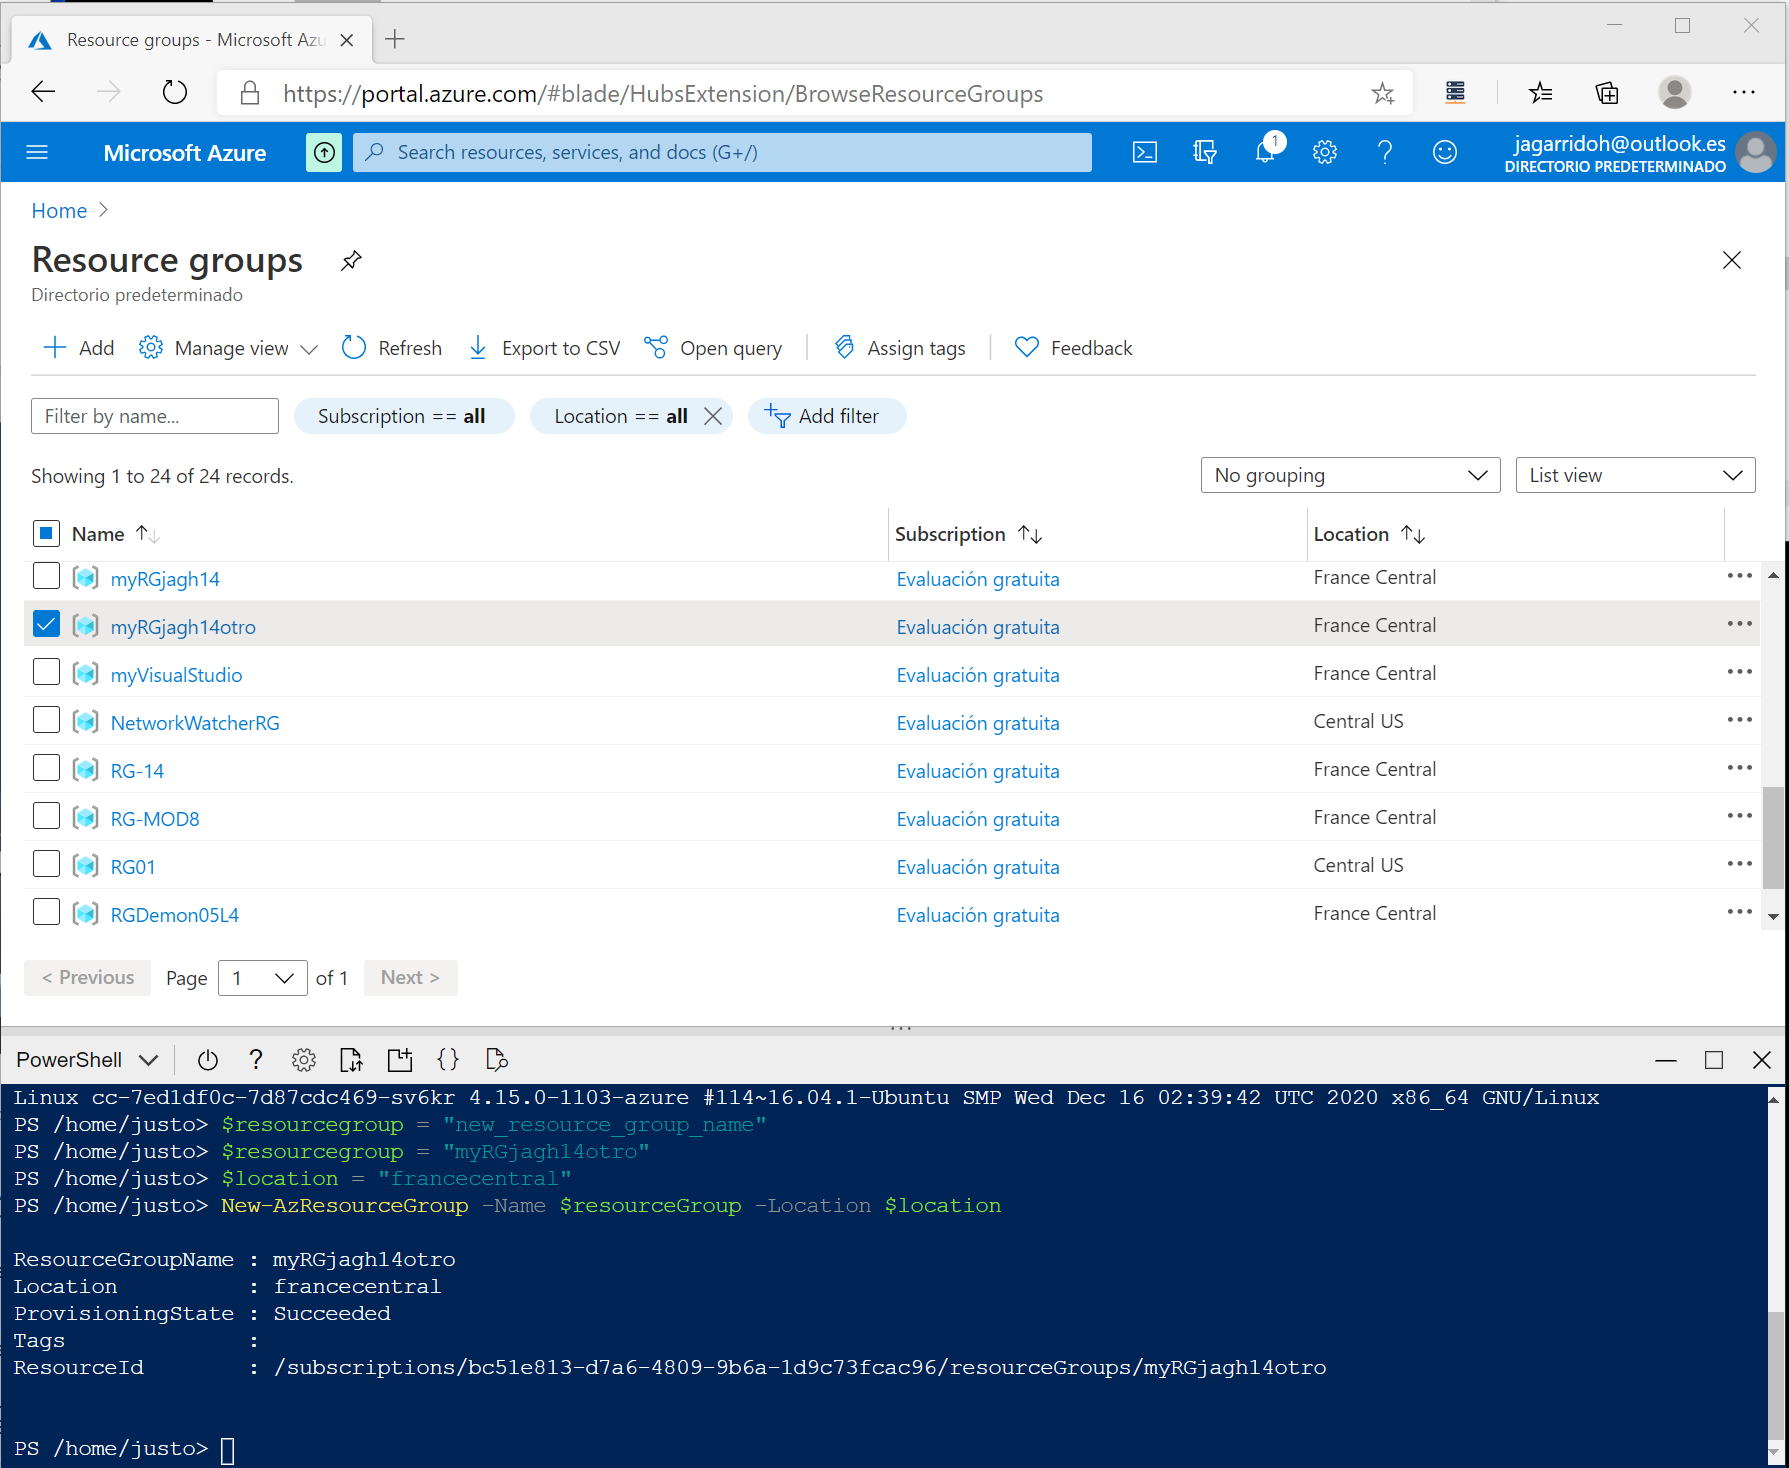 Resource groups - Microsoft Azu
https://portal.azure.com/#blade/HubsExtension/BrowseResourceGroups
Microsoft Azure
Search resources, services, and docs (G+/)
1
jagarridoh@outlook.es
DIRECTORIO PREDETERMINADO
Home >
Resource groups
Directorio predeterminado
Add Manage view Refresh Export to CSV Open query Assign tags Feedback
Filter by name... Subscription == all Location == all Add filter
Showing 1 to 24 of 24 records. No grouping List view
Name Subscription Location
myRGjagh14 Evaluación gratuita France Central
myRGjagh14otro Evaluación gratuita France Central
myVisualStudio Evaluación gratuita France Central
NetworkWatcherRG Evaluación gratuita Central US
RG-14 Evaluación gratuita France Central
RG-MOD8 Evaluación gratuita France Central
RG01 Evaluación gratuita Central US
RGDemon05L4 Evaluación gratuita France Central
< Previous Page 1 of 1 Next >
PowerShell
Linux cc-7ed1df0c-7d87cdc469-sv6kr 4.15.0-1103-azure #114~16.04.1-Ubuntu SMP Wed Dec 16 02:39:42 UTC 2020 x86_64 GNU/Linux
PS /home/justo> $resourcegroup = "new_resource_group_name"
PS /home/justo> $resourcegroup = "myRGjagh14otro"
PS /home/justo> $location = "francecentral"
PS /home/justo> New-AzResourceGroup -Name $resourceGroup -Location $location
ResourceGroupName : myRGjagh14otro
Location : francecentral
ProvisioningState : Succeeded
Tags :
ResourceId : /subscriptions/bc51e813-d7a6-4809-9b6a-1d9c73fcac96/resourceGroups/myRGjagh14otro
PS /home/justo>